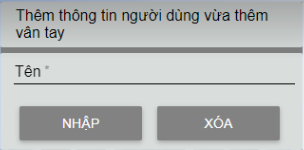 Thêm thông tin người dùng vừa thêm
vân tay
Tên *
NHẬP XÓA